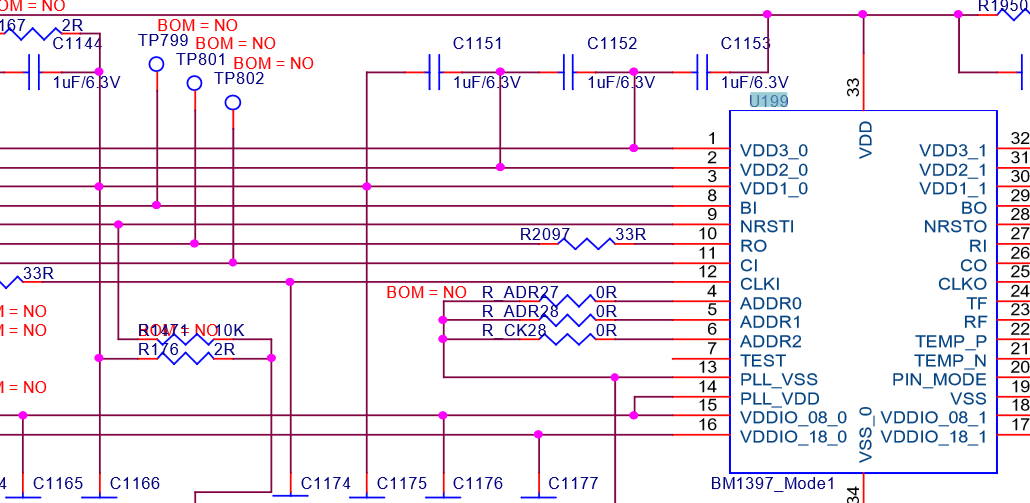 OM = NO
BOM = NO
R1950
167
2R
TP799
BOM = NO
C1144
TP801
BOM = NO
C1151
C1152
C1153
TP802
1uF/6.3V
1uF/6.3V
1uF/6.3V
1uF/6.3V
U199
33
VDD
1
VDD3_0
VDD3_1
32
2
VDD2_0
VDD2_1
31
3
VDD1_0
VDD1_1
30
8
BI
BO
29
9
NRSTI
NRSTO
28
R2097
33R
10
RO
RI
27
11
CI
CO
26
33R
12
CLKI
CLKO
25
BOM = NO
R_ADR27
0R
4
ADDR0
TF
24
M = NO
R_ADR28
0R
5
ADDR1
RF
23
M = NO
R1471
BOM = NO
10K
R_CK28
0R
6
ADDR2
TEMP_P
22
R176
2R
7
TEST
TEMP_N
21
13
PLL_VSS
PIN_MODE
20
M = NO
14
PLL_VDD
VSS
19
15
VDDIO_08_0
VDDIO_08_1
18
16
VDDIO_18_0
VDDIO_18_1
17
VSS_0
4
C1165
C1166
C1174
C1175
C1176
C1177
BM1397_Mode1
34